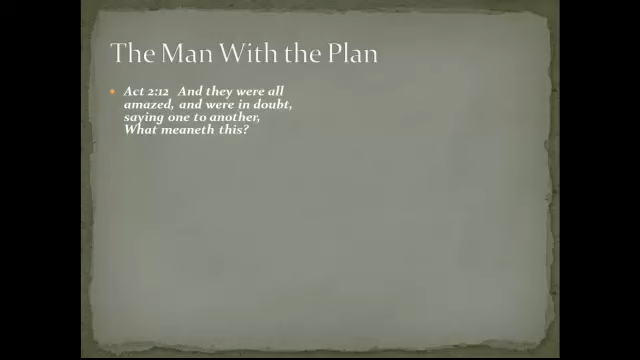 The Man With the Plan
Act 2:12 And they were all
amazed, and were in doubt,
saying one to another,
What meaneth this?